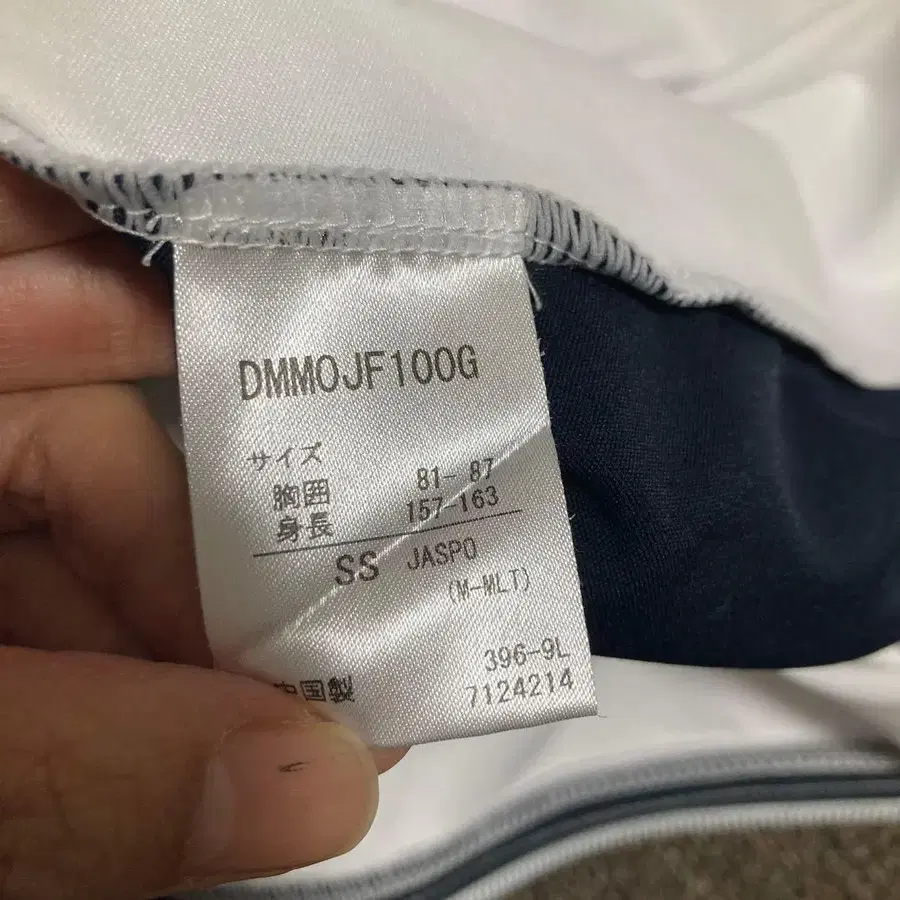 DMMOJF100G
サイズ
胸囲 81- 87
身長 157-163
SS JASPO
(M-MLT)
396-9L
中国製 7124214